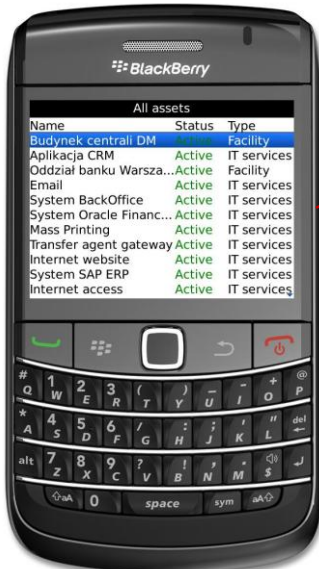 BlackBerry
All assets
Name Status Type
Budynek centrali DM Active Facility
Aplikacja CRM Active IT services
Oddział banku Warsza... Active Facility
Email Active IT services
System BackOffice Active IT services
System Oracle Financ... Active IT services
Mass Printing Active IT services
Transfer agent gateway Active IT services
Internet website Active IT services
System SAP ERP Active IT services
Internet access Active IT services
# Q 1 W 2 E 3 R ( T ) Y _ U - I + O @ P
* A 4 S 5 D 6 F / G : H ; J ' K " L del
alt 7 Z 8 X 9 C ? V ! B , N . M $
aA 0 space sym aA